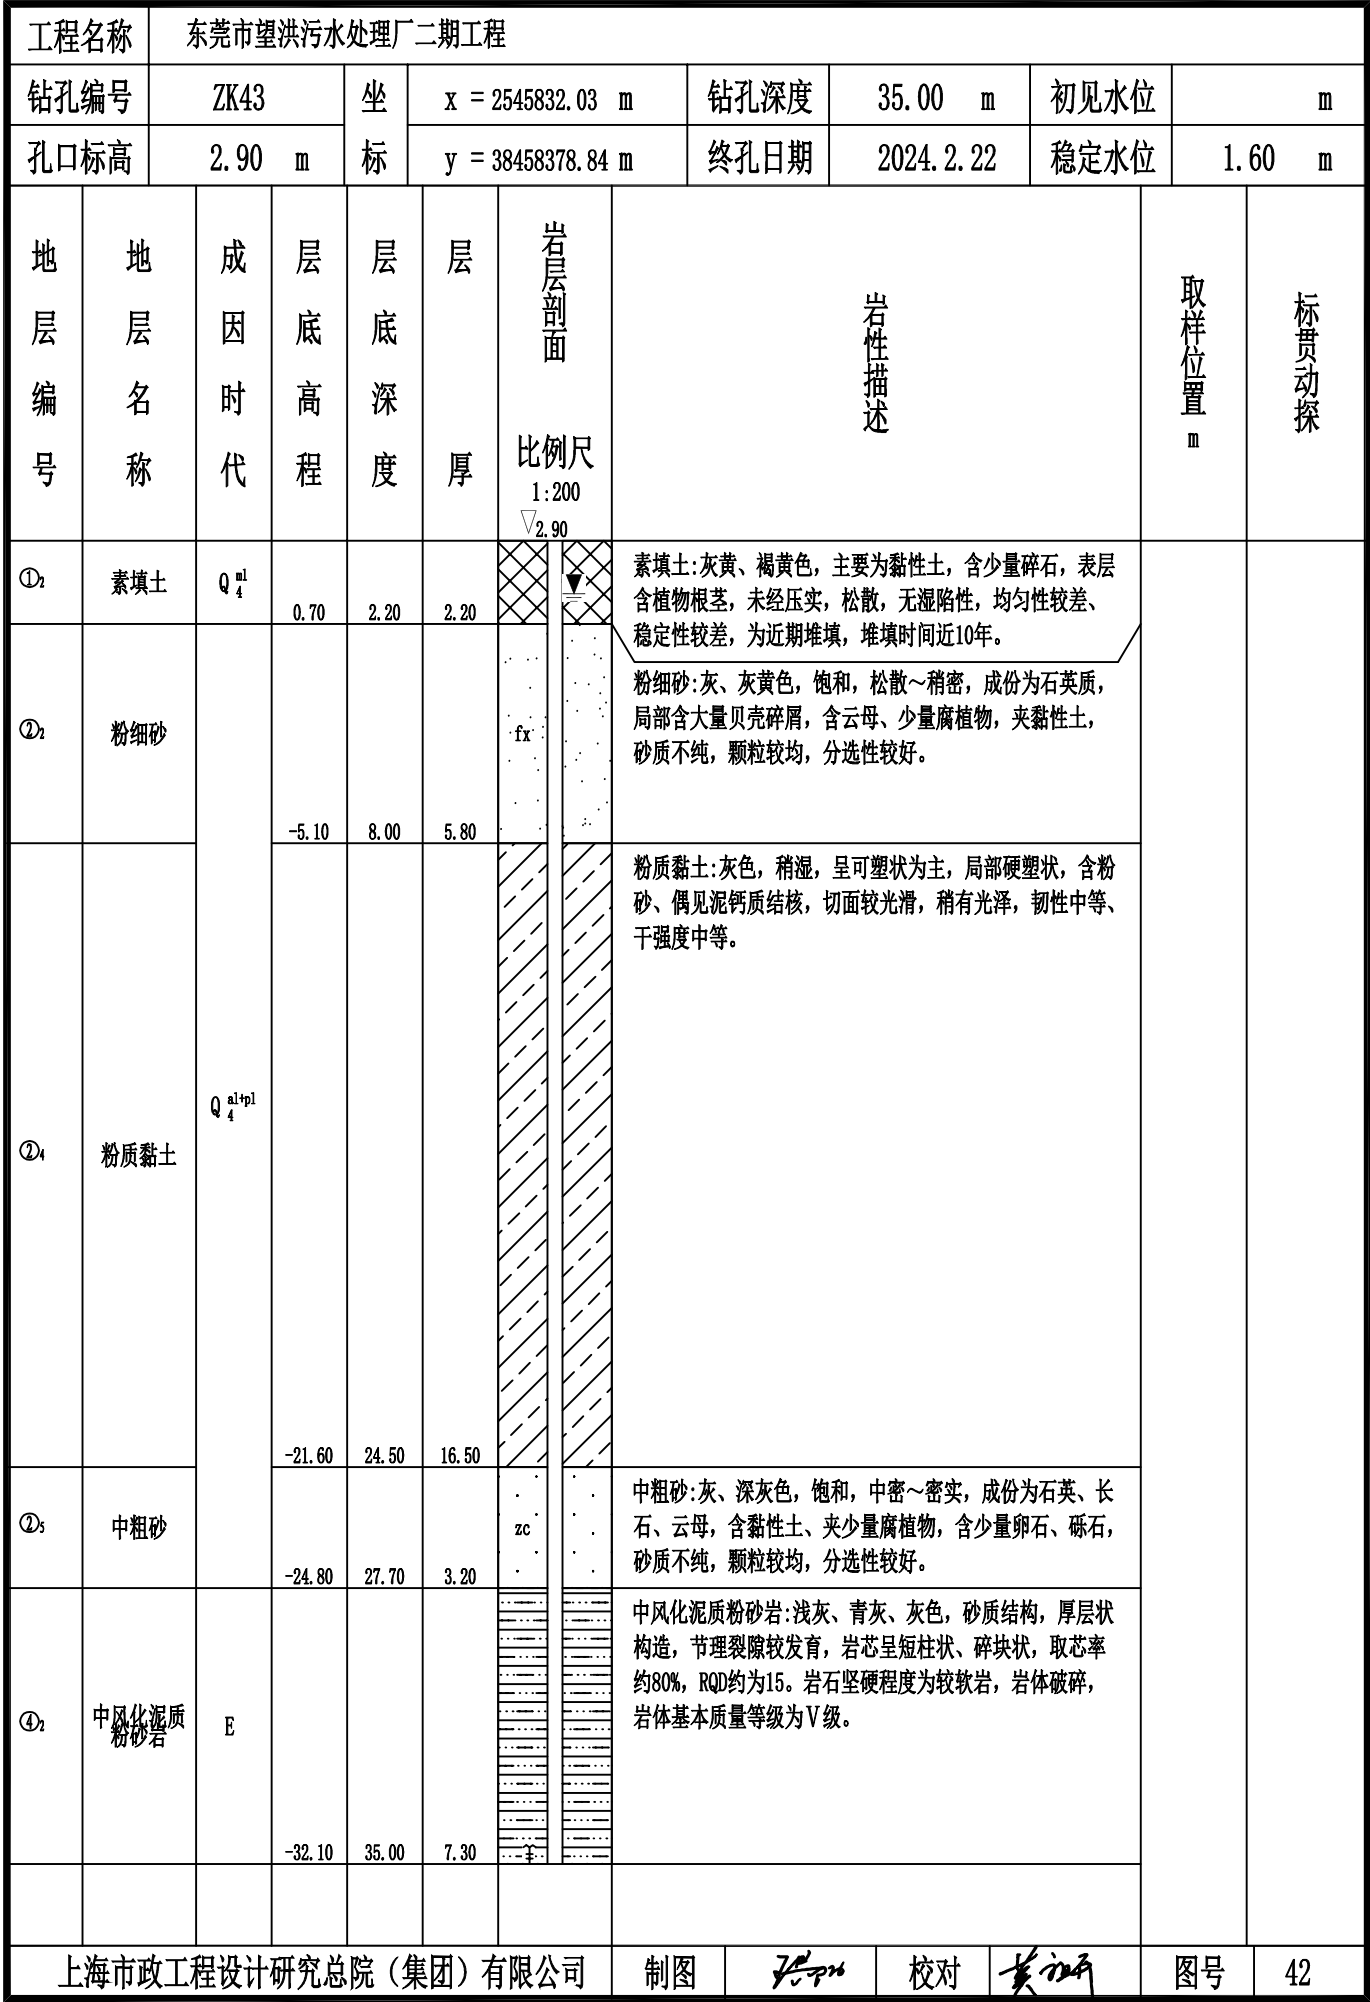 工程名称 东莞市望洪污水处理厂二期工程
钻孔编号 ZK43 坐标 x = 2545832.03 m 钻孔深度 35.00 m 初见水位 m
孔口标高 2.90 m y = 38458378.84 m 终孔日期 2024.2.22 稳定水位 1.60 m
地层编号 地层名称 成因时代 层底高程 层底深度 层厚 岩层剖面 岩性描述 取样位置 m 标贯动探
比例尺
1:200
2.90
①2 素填土 Q4ml 0.70 2.20 2.20
素填土:灰黄、褐黄色，主要为黏性土，含少量碎石，表层
含植物根茎，未经压实，松散，无湿陷性，均匀性较差、
稳定性较差，为近期堆填，堆填时间近10年。
②2 粉细砂 -5.10 8.00 5.80 fx
粉细砂:灰、灰黄色，饱和，松散～稍密，成份为石英质，
局部含大量贝壳碎屑，含云母、少量腐植物，夹黏性土，
砂质不纯，颗粒较均，分选性较好。
②4 粉质黏土 Q4al+pl -21.60 24.50 16.50
粉质黏土:灰色，稍湿，呈可塑状为主，局部硬塑状，含粉
砂、偶见泥钙质结核，切面较光滑，稍有光泽，韧性中等、
干强度中等。
②5 中粗砂 -24.80 27.70 3.20 zc
中粗砂:灰、深灰色，饱和，中密～密实，成份为石英、长
石、云母，含黏性土、夹少量腐植物，含少量卵石、砾石，
砂质不纯，颗粒较均，分选性较好。
④2 中风化泥质
粉砂岩 E -32.10 35.00 7.30
中风化泥质粉砂岩:浅灰、青灰、灰色，砂质结构，厚层状
构造，节理裂隙较发育，岩芯呈短柱状、碎块状，取芯率
约80%，RQD约为15。岩石坚硬程度为较软岩，岩体破碎，
岩体基本质量等级为Ⅴ级。
上海市政工程设计研究总院（集团）有限公司 制图 校对 图号 42